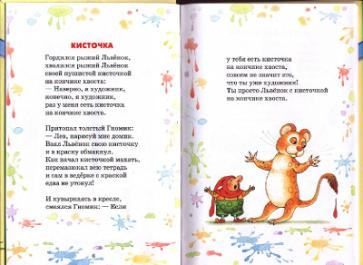 КИСТОЧКА
Гордился рыжий Львёнок,
хвалился рыжий Львёнок
своей пушистой кисточкой
на кончике хвоста.
— Наверно, я художник,
конечно, я художник,
раз у меня есть кисточка
на кончике хвоста.
Притопал толстый Гномик:
— Лев, нарисуй мне домик.
Взял Львёнок свою кисточку
и в краску обмакнул.
Как начал кисточкой махать,
перемазал всю тетрадь
и сам в ведёрке с краской
едва не утонул!
И кувыркаясь в кресле,
смеялся Гномик: — Если
у тебя есть кисточка
на кончике хвоста,
совсем не значит это,
что ты уже художник!
Ты просто Львёнок с кисточкой
на кончике хвоста.